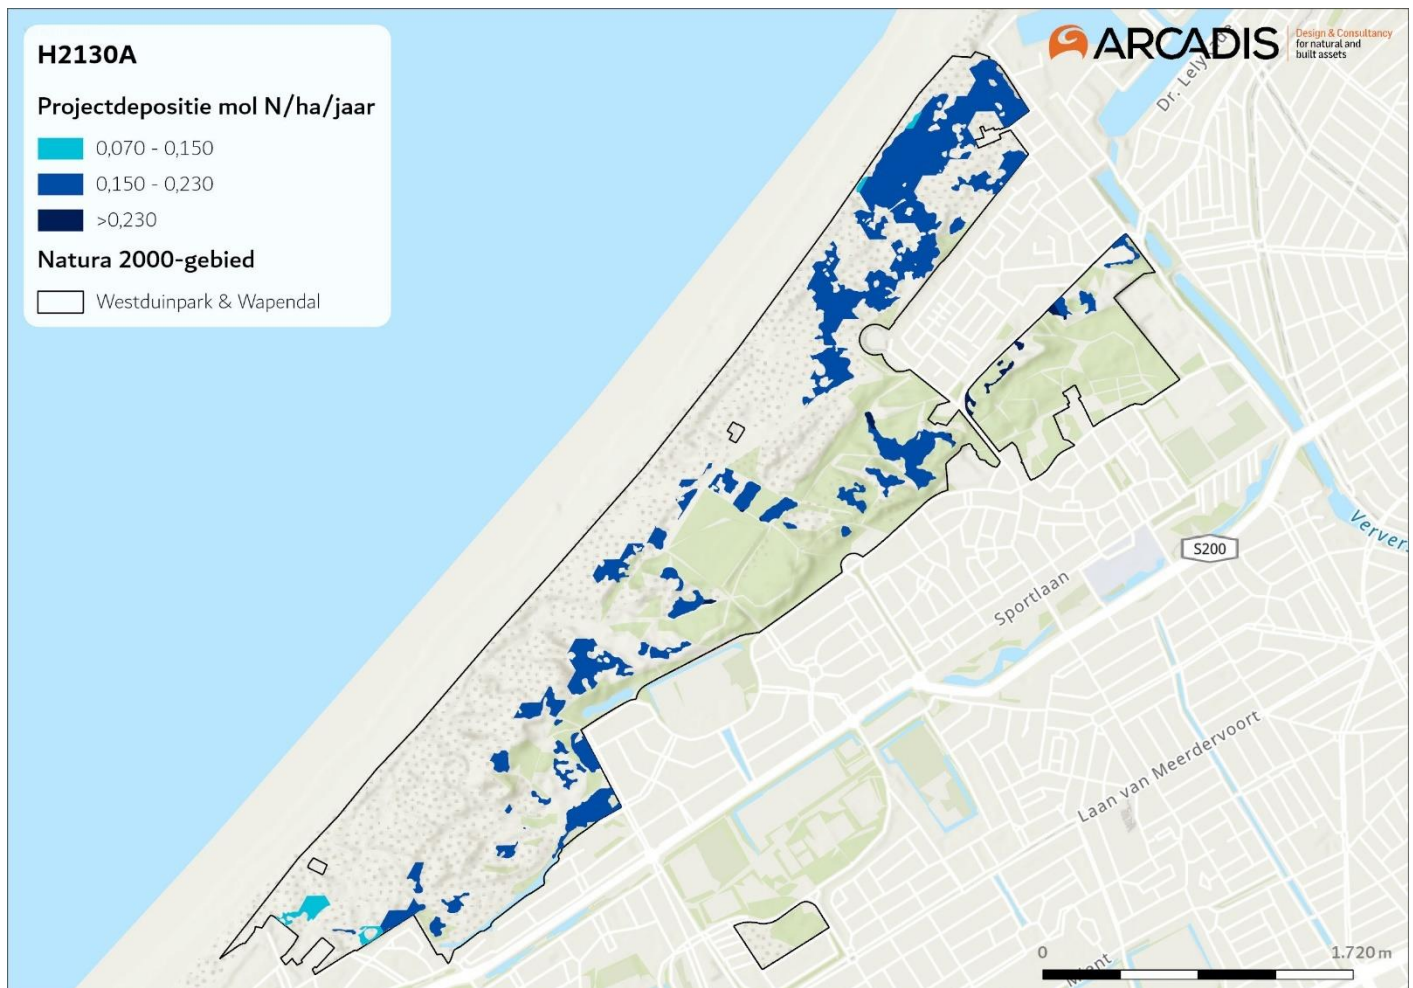 H2130A
Projectdepositie mol N/ha/jaar
0,070 - 0,150
0,150 - 0,230
>0,230
Natura 2000-gebied
Westduinpark & Wapendal
ARCADIS
Design & Consultancy
for natural and
built assets
Dr. Lely
S200
Ververs
Sportlaan
Laan van Meerdervoort
0
1.720 m